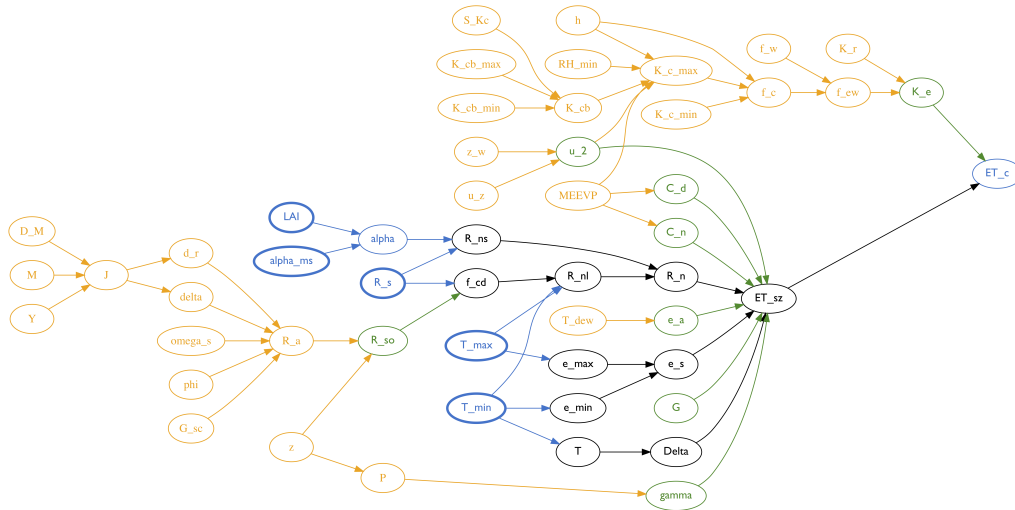 S_Kc
h
f_w
K_r
K_cb_max
RH_min
K_c_max
K_cb_min
K_cb
K_c_min
f_c
f_ew
K_e
z_w
u_2
ET_c
u_z
MEEVP
C_d
C_n
LAI
alpha_ms
alpha
R_ns
D_M
M
Y
J
d_r
delta
omega_s
phi
G_sc
R_a
R_s
f_cd
R_nl
R_n
ET_sz
R_so
T_dew
e_a
T_max
e_max
e_s
T_min
e_min
G
T
Delta
z
P
gamma